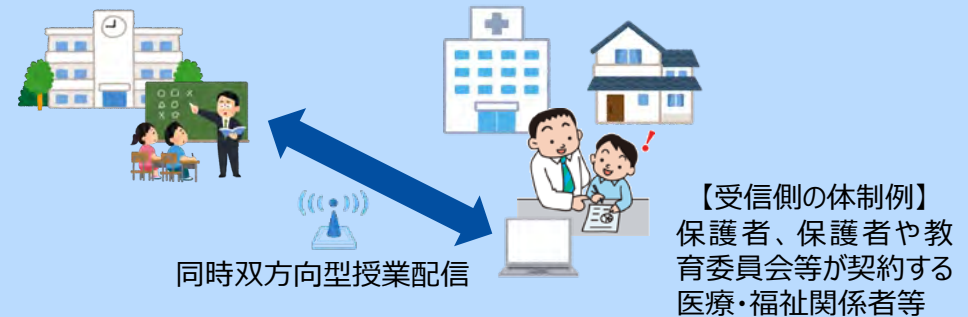 同時双方向型授業配信
【受信側の体制例】
保護者、保護者や教
育委員会等が契約する
医療・福祉関係者等